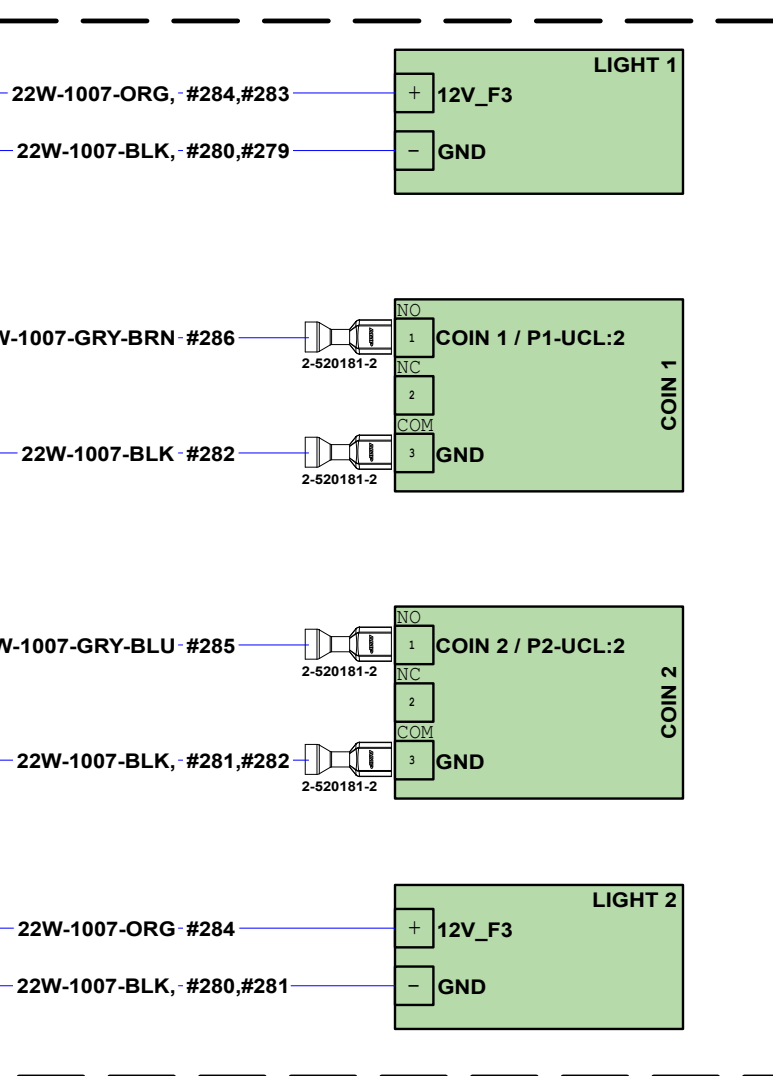 LIGHT 1
22W-1007-ORG, #284,#283
+ 12V_F3
22W-1007-BLK, #280,#279
- GND
NO
W-1007-GRY-BRN #286
1 COIN 1 / P1-UCL:2
2-520181-2
NC
2
COIN 1
COM
22W-1007-BLK #282
3 GND
2-520181-2
NO
W-1007-GRY-BLU #285
1 COIN 2 / P2-UCL:2
2-520181-2
NC
2
COIN 2
COM
22W-1007-BLK, #281,#282
3 GND
2-520181-2
LIGHT 2
22W-1007-ORG #284
+ 12V_F3
22W-1007-BLK, #280,#281
- GND